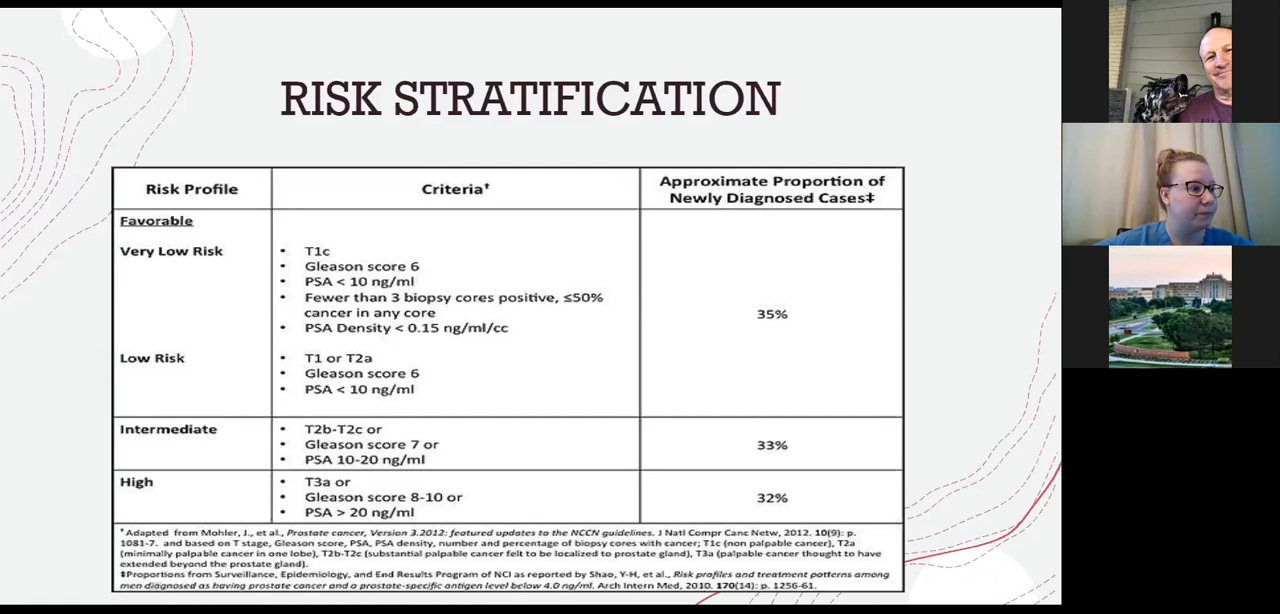 RISK STRATIFICATION
Risk Profile
Criteria†
Approximate Proportion of
Newly Diagnosed Cases‡
Favorable
Very Low Risk
• T1c
• Gleason score 6
• PSA < 10 ng/ml
• Fewer than 3 biopsy cores positive, ≤50%
cancer in any core
• PSA Density < 0.15 ng/ml/cc
35%
Low Risk
• T1 or T2a
• Gleason score 6
• PSA < 10 ng/ml
Intermediate
• T2b-T2c or
• Gleason score 7 or
• PSA 10-20 ng/ml
33%
High
• T3a or
• Gleason score 8-10 or
• PSA > 20 ng/ml
32%
†Adapted from Mohler, J., et al., Prostate cancer, Version 3.2012: featured updates to the NCCN guidelines. J Natl Compr Canc Netw, 2012. 10(9): p.
1081-7. and based on T stage, Gleason score, PSA, PSA density, number and percentage of biopsy cores with cancer; T1c (non palpable cancer), T2a
(minimally palpable cancer in one lobe), T2b-T2c (substantial palpable cancer felt to be localized to prostate gland), T3a (palpable cancer thought to have
extended beyond the prostate gland).
‡Proportions from Surveillance, Epidemiology, and End Results Program of NCI as reported by Shao, Y-H, et al., Risk profiles and treatment patterns among
men diagnosed as having prostate cancer and a prostate-specific antigen level below 4.0 ng/ml. Arch Intern Med, 2010. 170(14): p. 1256-61.